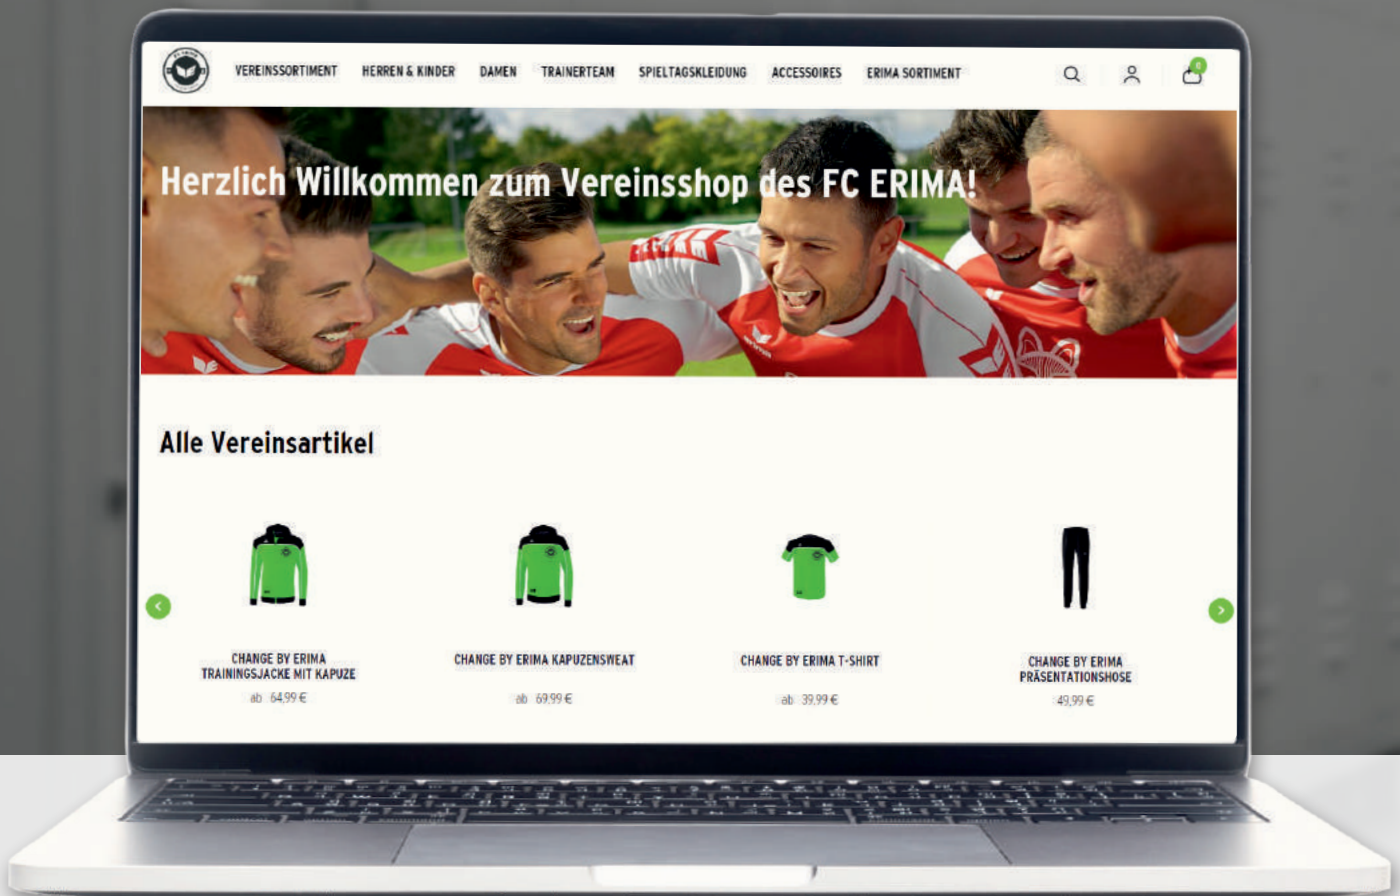 VEREINSSORTIMENT HERREN & KINDER DAMEN TRAINERTEAM SPIELTAGSKLEIDUNG ACCESSOIRES ERIMA SORTIMENT
0
Herzlich Willkommen zum Vereinsshop des FC ERIMA!
erima
Alle Vereinsartikel
CHANGE BY ERIMA
TRAININGSJACKE MIT KAPUZE
ab 64,99 €
CHANGE BY ERIMA KAPUZENSWEAT
ab 69,99 €
CHANGE BY ERIMA T-SHIRT
ab 39,99 €
CHANGE BY ERIMA
PRÄSENTATIONSHOSE
49,99 €